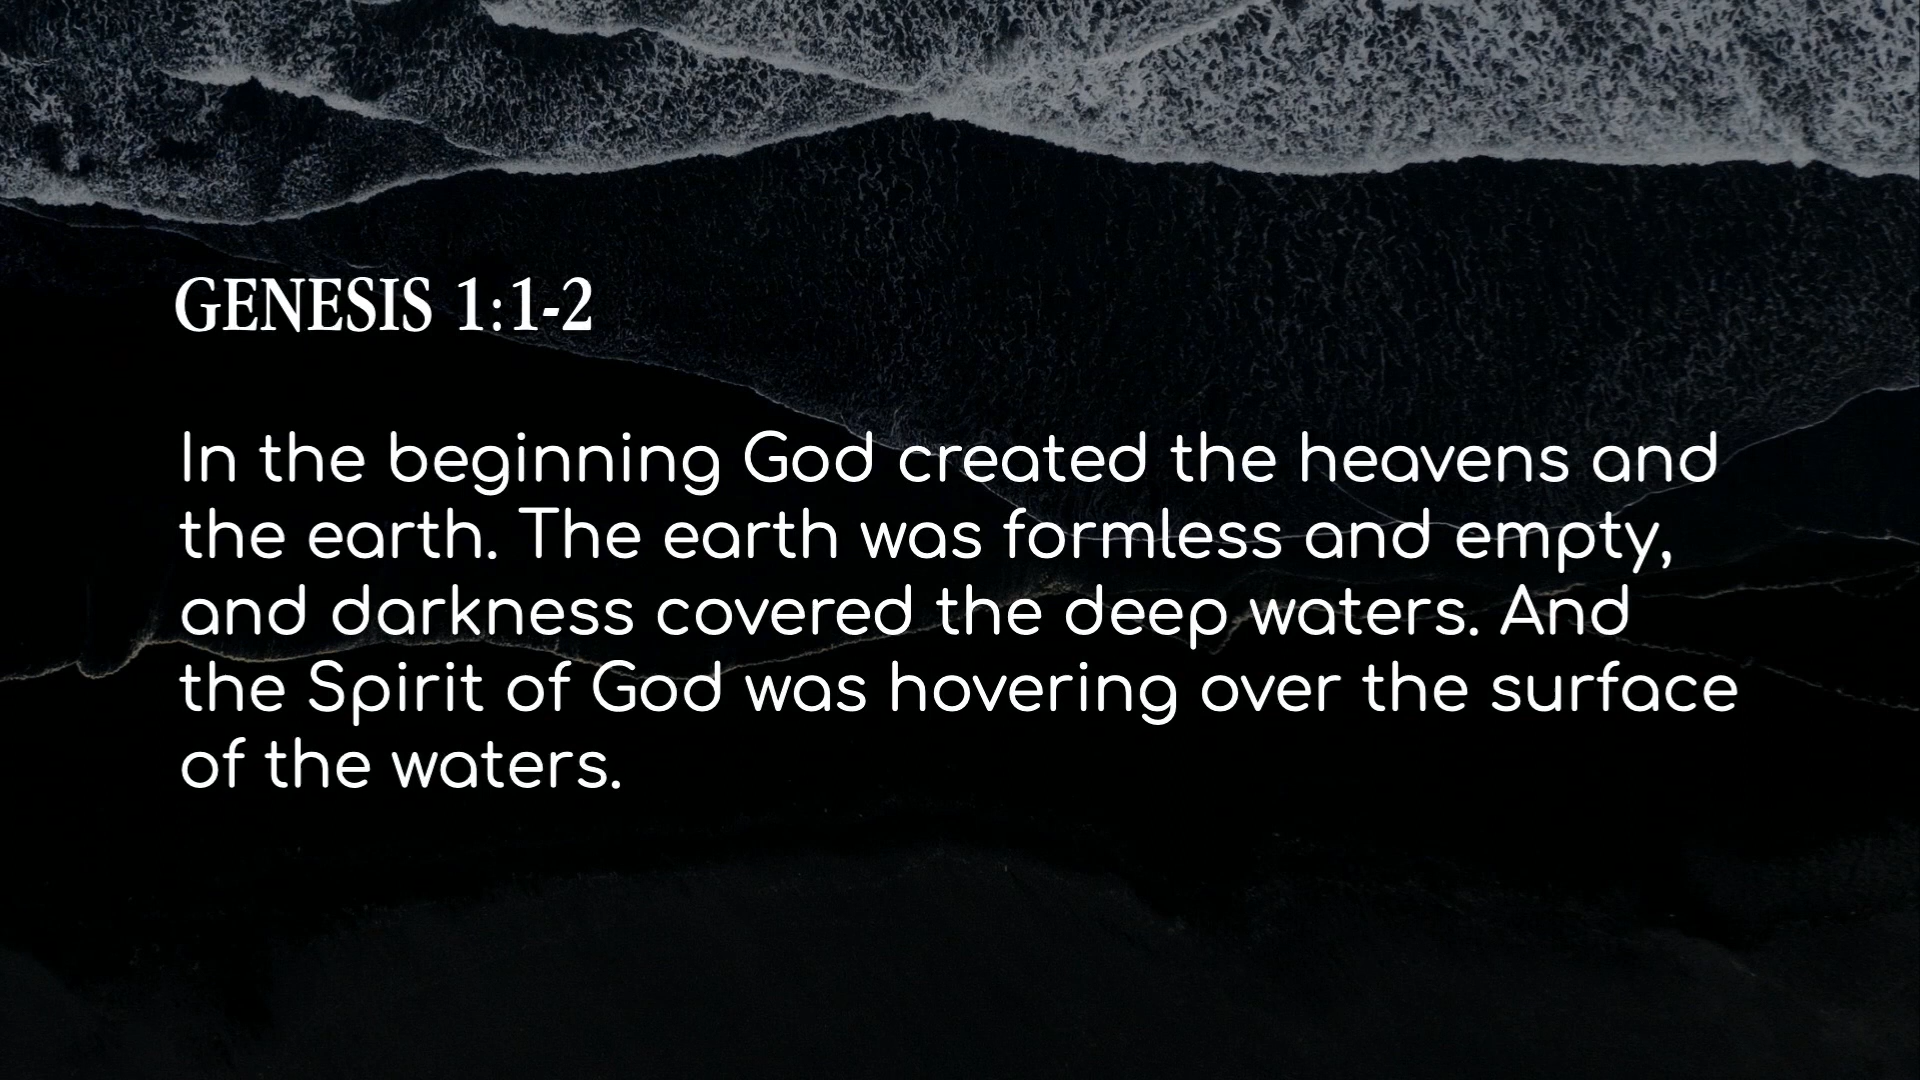 GENESIS 1:1-2
In the beginning God created the heavens and
the earth. The earth was formless and empty,
and darkness covered the deep waters. And
the Spirit of God was hovering over the surface
of the waters.